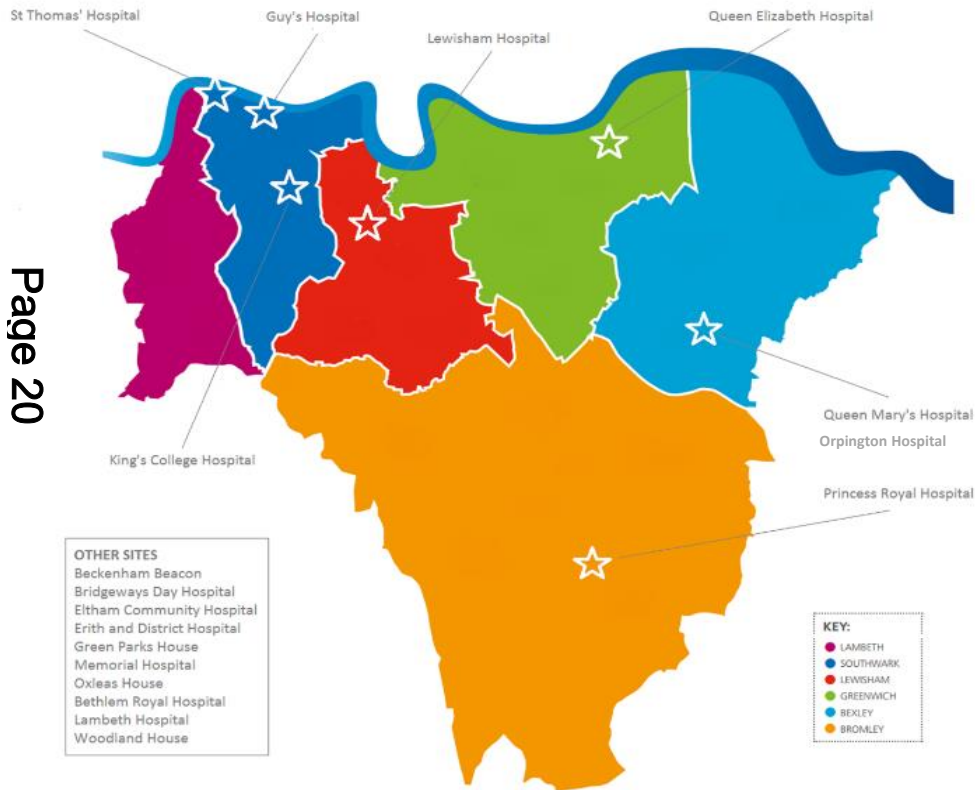 St Thomas' Hospital
Guy's Hospital
Queen Elizabeth Hospital
Lewisham Hospital
Page 20
Queen Mary's Hospital
Orpington Hospital
King's College Hospital
Princess Royal Hospital
OTHER SITES
Beckenham Beacon
Bridgeways Day Hospital
Eltham Community Hospital
Erith and District Hospital
Green Parks House
Memorial Hospital
Oxleas House
Bethlem Royal Hospital
Lambeth Hospital
Woodland House
KEY:
LAMBETH
SOUTHWARK
LEWISHAM
GREENWICH
BEXLEY
BROMLEY